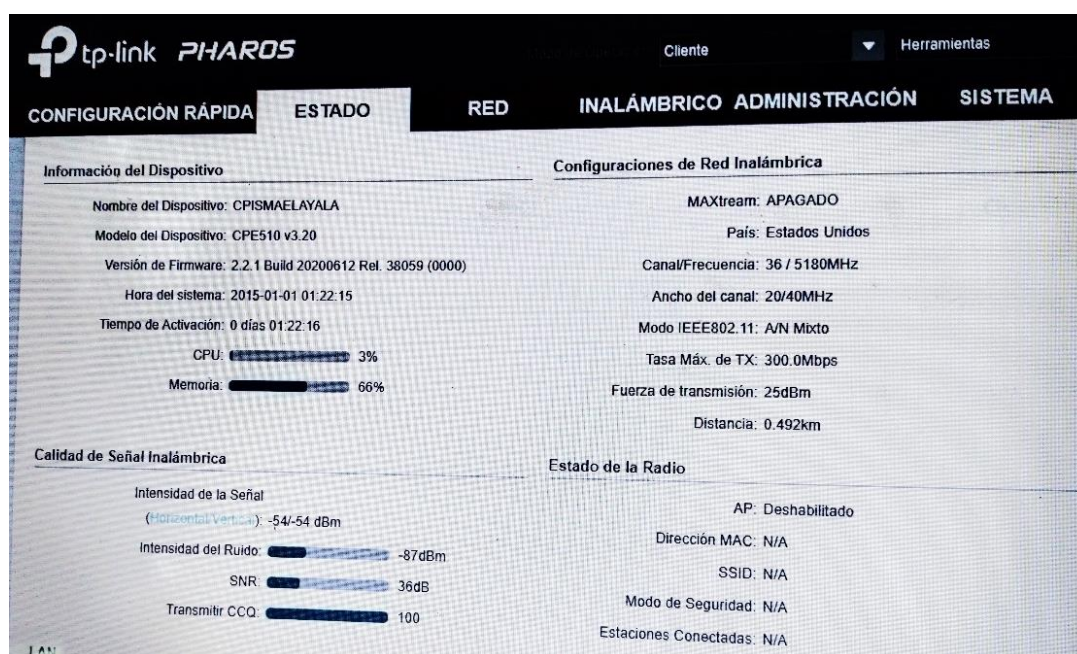 tp-link PHAROS
Cliente
Herramientas
CONFIGURACIÓN RÁPIDA ESTADO RED INALÁMBRICO ADMINISTRACIÓN SISTEMA
Información del Dispositivo
Nombre del Dispositivo: CPISMAELAYALA
Modelo del Dispositivo: CPE510 v3.20
Versión de Firmware: 2.2.1 Build 20200612 Rel. 38059 (0000)
Hora del sistema: 2015-01-01 01:22:15
Tiempo de Activación: 0 días 01:22:16
CPU: 3%
Memoria: 66%
Configuraciones de Red Inalámbrica
MAXtream: APAGADO
País: Estados Unidos
Canal/Frecuencia: 36 / 5180MHz
Ancho del canal: 20/40MHz
Modo IEEE802.11: A/N Mixto
Tasa Máx. de TX: 300.0Mbps
Fuerza de transmisión: 25dBm
Distancia: 0.492km
Calidad de Señal Inalámbrica
Intensidad de la Señal
(Horizontal/Vertical): -54/-54 dBm
Intensidad del Ruido: -87dBm
SNR: 36dB
Transmitir CCQ: 100
Estado de la Radio
AP: Deshabilitado
Dirección MAC: N/A
SSID: N/A
Modo de Seguridad: N/A
Estaciones Conectadas: N/A
LAN